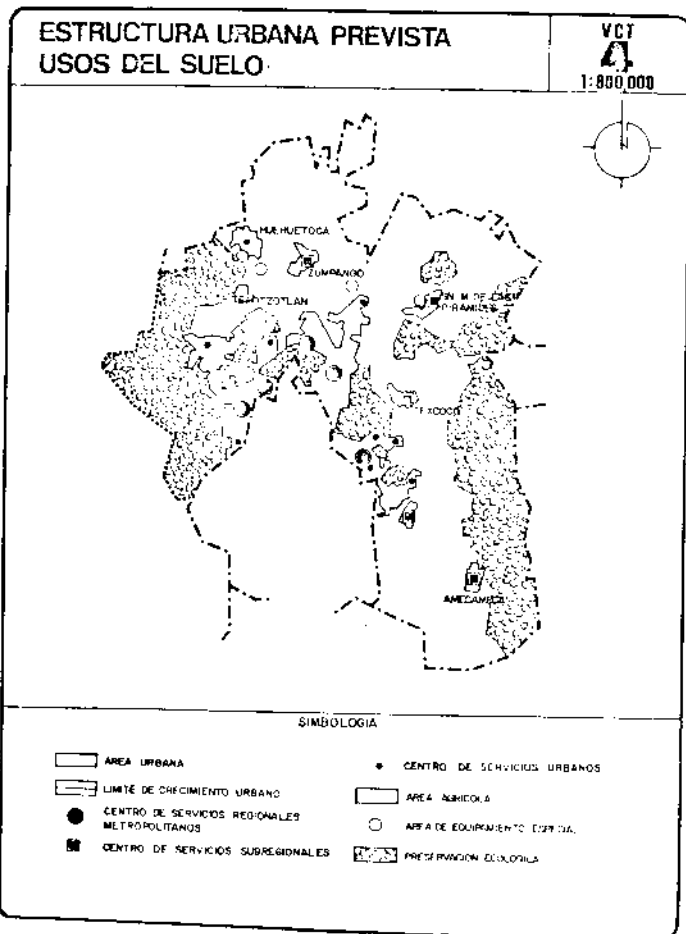 ESTRUCTURA URBANA PREVISTA
USOS DEL SUELO
VCT
1:800,000
HUEHUETOCA
ZUMPANGO
TEPOTZOTLAN
PIRAMIDES
TEXCOCO
AMECAMECA
SIMBOLOGIA
AREA URBANA
LIMITE DE CRECIMIENTO URBANO
CENTRO DE SERVICIOS REGIONALES
METROPOLITANOS
CENTRO DE SERVICIOS SUBREGIONALES
CENTRO DE SERVICIOS URBANOS
AREA AGRICOLA
AREA DE EQUIPAMIENTO ESPECIAL
PRESERVACION ECOLOGICA